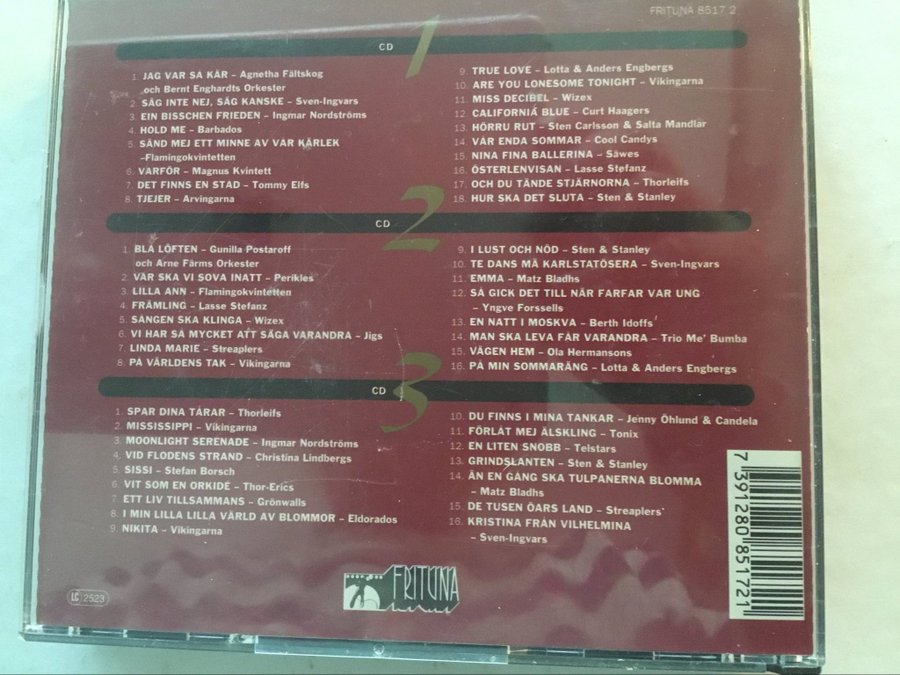 FRITUNA 8517 2
CD 1
1. JAG VAR SÅ KÄR – Agnetha Fältskog
och Bernt Enghardts Orkester
2. SÄG INTE NEJ, SÄG KANSKE – Sven-Ingvars
3. EIN BISSCHEN FRIEDEN – Ingmar Nordströms
4. HOLD ME – Barbados
5. SÄND MEJ ETT MINNE AV VÅR KÄRLEK
–Flamingokvintetten
6. VARFÖR – Magnus Kvintett
7. DET FINNS EN STAD – Tommy Elfs
8. TJEJER – Arvingarna
9. TRUE LOVE – Lotta & Anders Engbergs
10. ARE YOU LONESOME TONIGHT – Vikingarna
11. MISS DECIBEL – Wizex
12. CALIFORNIA BLUE – Curt Haagers
13. HÖRRU RUT – Sten Carlsson & Salta Mandlar
14. VAR ENDA SOMMAR – Cool Candys
15. NINA FINA BALLERINA – Säwes
16. ÖSTERLENVISAN – Lasse Stefanz
17. OCH DU TÄNDE STJÄRNORNA – Thorleifs
18. HUR SKA DET SLUTA – Sten & Stanley
CD 2
1. BLÅ LÖFTEN – Gunilla Postaroff
och Arne Färms Orkester
2. VAR SKA VI SOVA INATT – Perikles
3. LILLA ANN – Flamingokvintetten
4. FRÄMLING – Lasse Stefanz
5. SÅNGEN SKA KLINGA – Wizex
6. VI HAR SÅ MYCKET ATT SÄGA VARANDRA – Jigs
7. LINDA MARIE – Streaplers
8. PÅ VÄRLDENS TAK – Vikingarna
9. I LUST OCH NÖD – Sten & Stanley
10. TE DANS MÄ KARLSTATÖSERA – Sven-Ingvars
11. EMMA – Matz Bladhs
12. SÅ GICK DET TILL NÄR FARFAR VAR UNG
– Yngve Forssells
13. EN NATT I MOSKVA – Berth Idoffs
14. MAN SKA LEVA FÅR VARANDRA – Trio Me' Bumba
15. VÄGEN HEM – Ola Hermansons
16. PÅ MIN SOMMARÄNG – Lotta & Anders Engbergs
CD 3
1. SPAR DINA TÅRAR – Thorleifs
2. MISSISSIPPI – Vikingarna
3. MOONLIGHT SERENADE – Ingmar Nordströms
4. VID FLODENS STRAND – Christina Lindbergs
5. SISSI – Stefan Borsch
6. VIT SOM EN ORKIDE – Thor-Erics
7. ETT LIV TILLSAMMANS – Grönwalls
8. I MIN LILLA LILLA VÄRLD AV BLOMMOR – Eldorados
9. NIKITA – Vikingarna
10. DU FINNS I MINA TANKAR – Jenny Öhlund & Candela
11. FÖRLÅT MEJ ÄLSKLING – Tonix
12. EN LITEN SNOBB – Telstars
13. GRINDSLANTEN – Sten & Stanley
14. ÄN EN GÅNG SKA TULPANERNA BLOMMA
– Matz Bladhs
15. DE TUSEN ÖARS LAND – Streaplers
16. KRISTINA FRÅN VILHELMINA
– Sven-Ingvars
7 391280 851721
FRITUNA
LC 2523